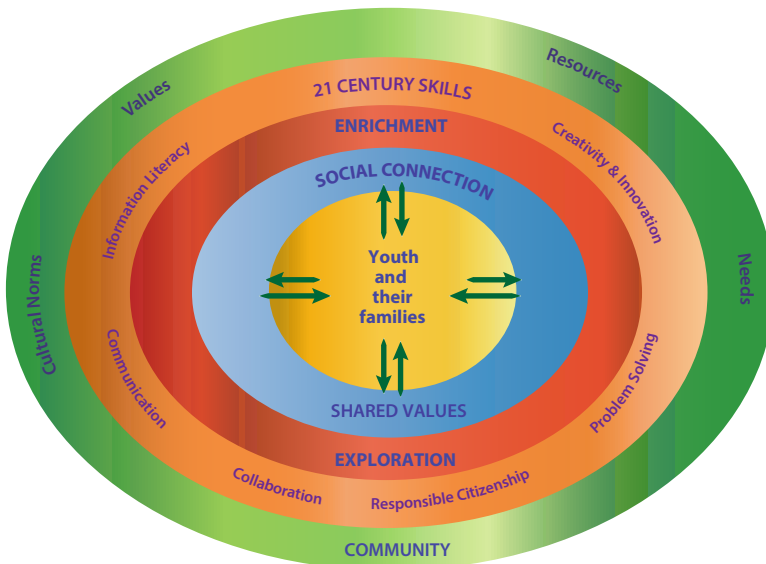 Values
Resources
21 CENTURY SKILLS
ENRICHMENT
Information Literacy
Creativity & Innovation
SOCIAL CONNECTION
Youth
and
their
families
Cultural Norms
Needs
Communication
Problem Solving
SHARED VALUES
EXPLORATION
Collaboration
Responsible Citizenship
COMMUNITY